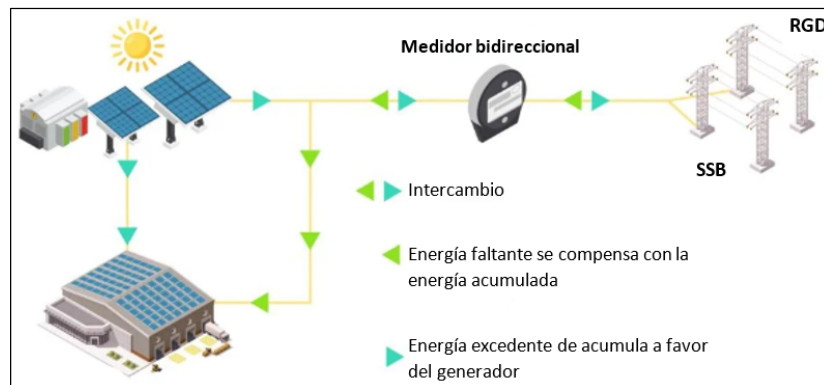 RGD
Medidor bidireccional
SSB
Intercambio
Energía faltante se compensa con la
energía acumulada
Energía excedente de acumula a favor
del generador